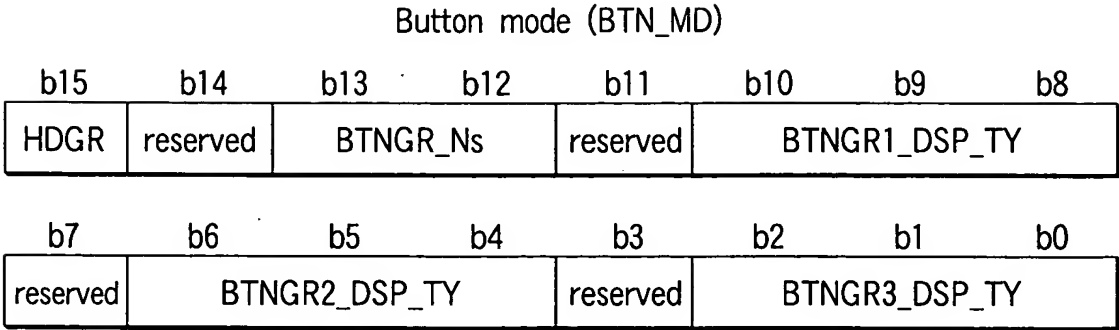 Button mode (BTN_MD)
b15 b14 b13 b12 b11 b10 b9 b8
HDGR reserved BTNGR_Ns reserved BTNGR1_DSP_TY
b7 b6 b5 b4 b3 b2 b1 b0
reserved BTNGR2_DSP_TY reserved BTNGR3_DSP_TY